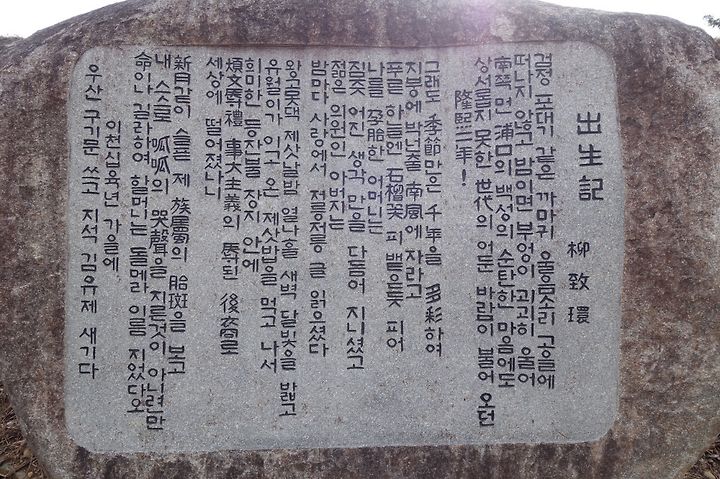 出生記
柳致環
검정 포대기 같은 까마귀 울음소리 고을에
떠나지 않고 밤이면 부엉이 괴괴히 울어
南쪽 먼 浦口의 백성의 순탄한 마음에도
상서롭지 못한 世代의 어둔 바람이 불어 오던
隆熙二年!
그래도 季節만은 千年을 多彩하여
지붕에 박넌출 南風에 자라고
푸른 하늘엔 石榴꽃 피 뱉은듯 피어
나를 孕胎한 어머니는
짐즛 어진 생각만을 다듬어 지니셨고
젊은 의원인 아버지는
밤마다 사랑에서 저릉저릉 글 읽으셨다
왕고못댁 제삿날밤 열나흘 새벽 달빛을 밟고
유월이가 이고 온 제삿밥을 먹고 나서
희미한 등잔불 장지 안에
煩文辱禮 事大主義의 辱된 後裔로
세상에 떨어졌나니
新月같이 슬픈 제 族屬의 胎斑을 보고
내 스스로 呱呱의 哭聲을 지른것이 아니련만
命이나 길라하여 할머니는 돌메라 이를 지었다오
이천십육년 가을에
우산 구기문 쓰고 지석 김유제 새기다